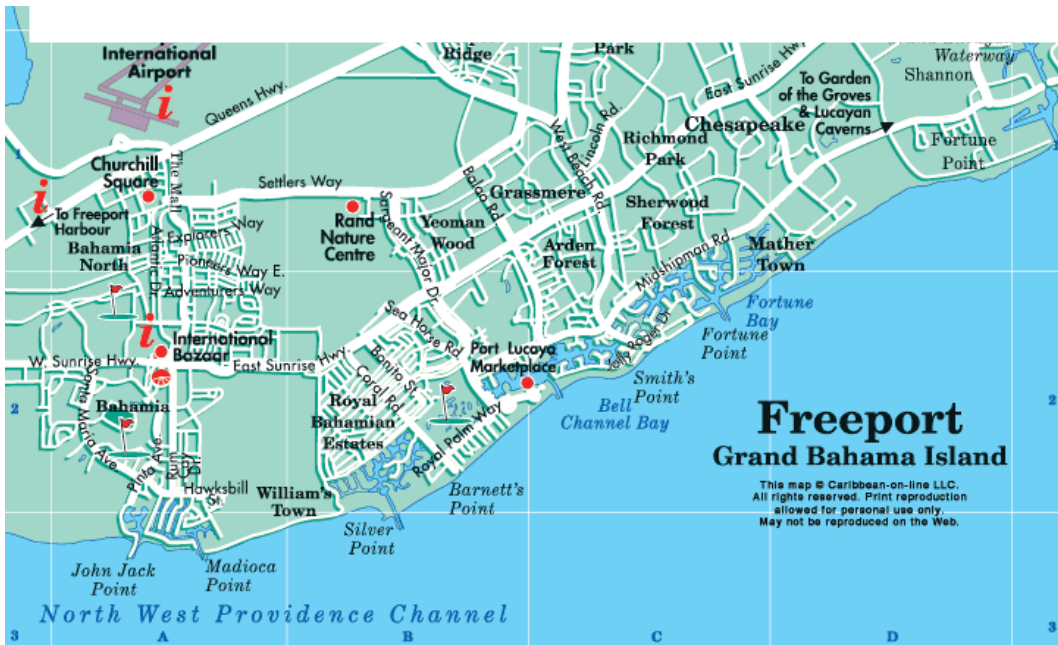 International
Airport
i
Queens Hwy.
Ridge
Park
East Sunrise Hwy.
Waterway
Shannon
To Garden
of the Groves
& Lucayan
Caverns
Fortune
Point
Chesapeake
Richmond
Park
Lincoln Rd.
West Beach Rd.
1
1
Churchill
Square
The Mall
i
To Freeport
Harbour
Settlers Way
Rand
Nature
Centre
Sargeant Major Dr.
Balao Rd.
Grassmere
Yeoman
Wood
Sherwood
Forest
Arden
Forest
Midshipman Rd.
Mather
Town
Bahamia
North
Atlantic Dr.
Explorers Way
Pioneers Way E.
Adventurers Way
Fortune
Bay
Fortune
Point
i
International
Bazaar
W. Sunrise Hwy.
East Sunrise Hwy.
Sea Horse Rd
Port Lucaya
Marketplace
Jolly Roger Dr
Smith's
Point
Bell
Channel Bay
Bonito St.
Coral Rd.
Royal
Bahamian
Estates
Royal Palm Way
2
2
Bahamia
Santa Maria Ave.
Pinta Ave.
Ruby
Dr.
Hawksbill
St.
William's
Town
Barnett's
Point
Silver
Point
John Jack
Point
Madioca
Point
Freeport
Grand Bahama Island
This map © Caribbean-on-line LLC.
All rights reserved. Print reproduction
allowed for personal use only.
May not be reproduced on the Web.
North West Providence Channel
3
A
B
C
D
3